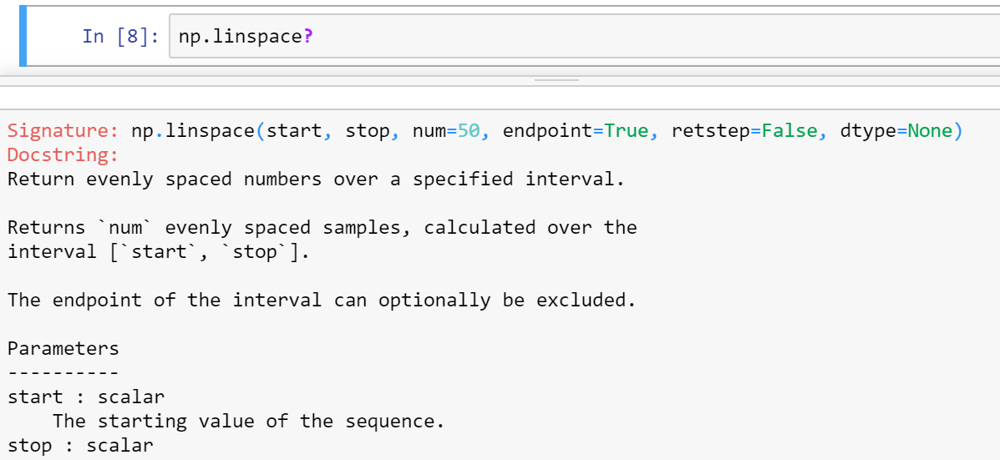 In [8]: np.linspace?
Signature: np.linspace(start, stop, num=50, endpoint=True, retstep=False, dtype=None)
Docstring:
Return evenly spaced numbers over a specified interval.
Returns `num` evenly spaced samples, calculated over the
interval [`start`, `stop`].
The endpoint of the interval can optionally be excluded.
Parameters
----------
start : scalar
    The starting value of the sequence.
stop : scalar